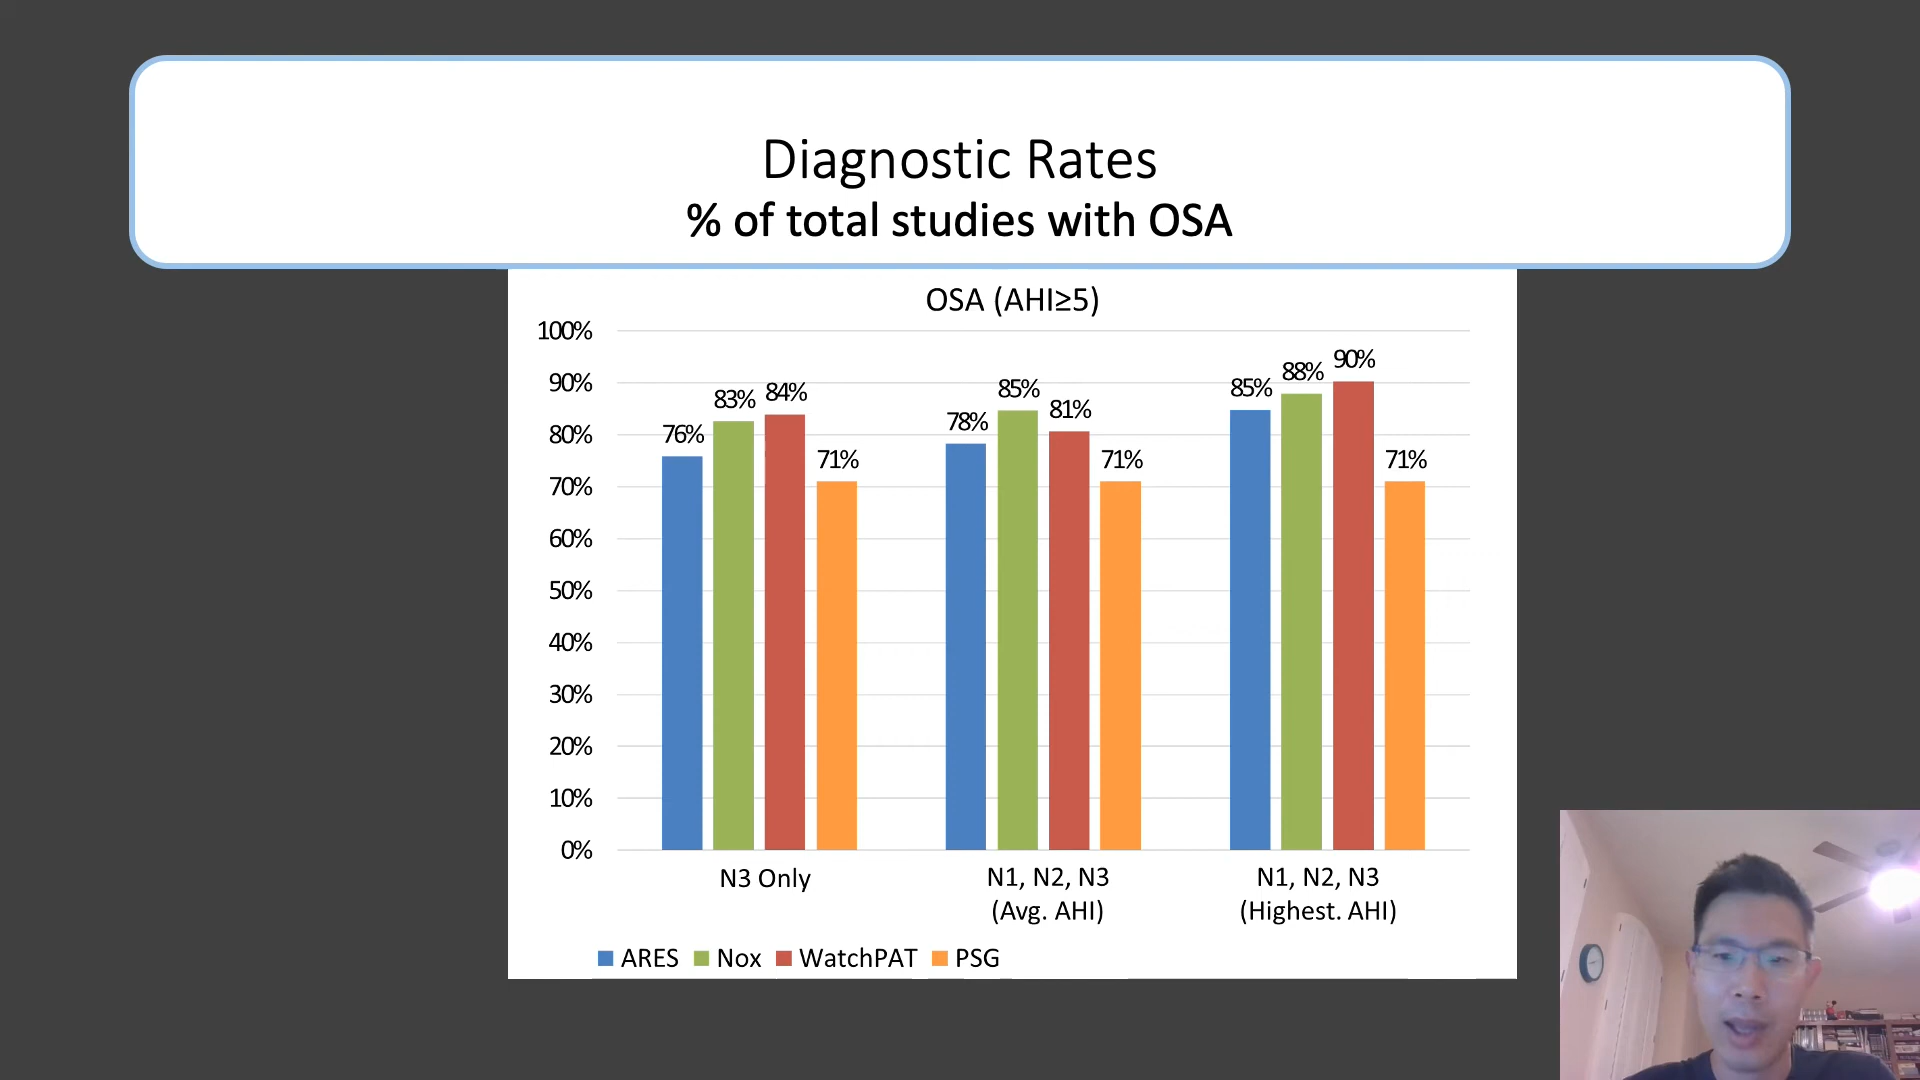 Diagnostic Rates
% of total studies with OSA
OSA (AHI≥5)
100%
90%
80%
70%
60%
50%
40%
30%
20%
10%
0%
76% 83% 84% 71%
78% 85% 81% 71%
85% 88% 90% 71%
N3 Only
N1, N2, N3
(Avg. AHI)
N1, N2, N3
(Highest. AHI)
ARES Nox WatchPAT PSG